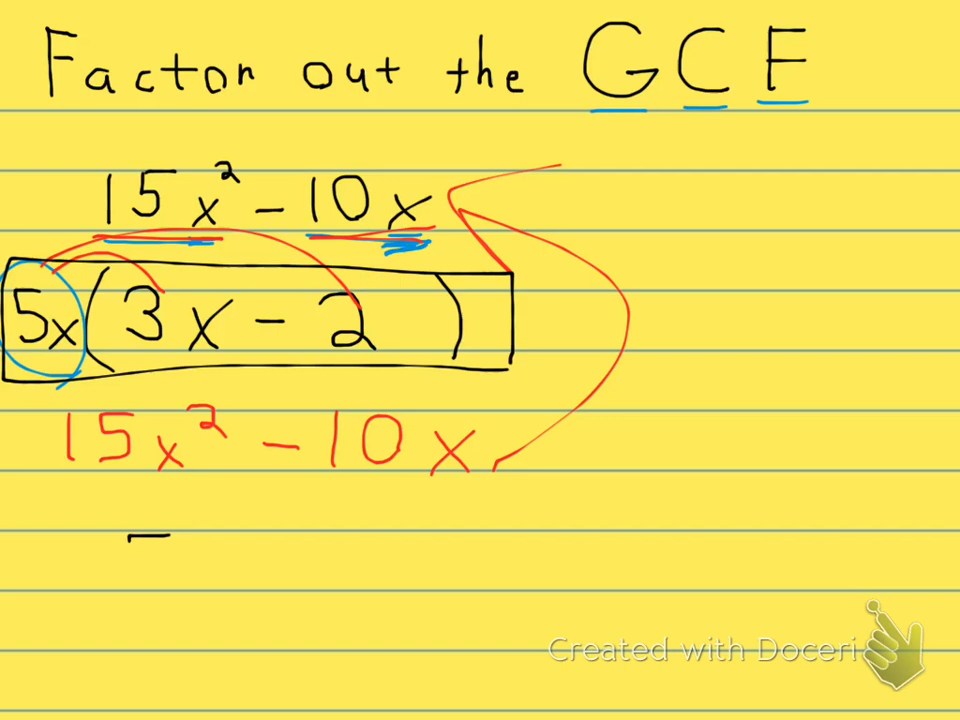 Factor out the GCF
15x² - 10x
5x(3x - 2)
15x² - 10x
-
Created with Doceri